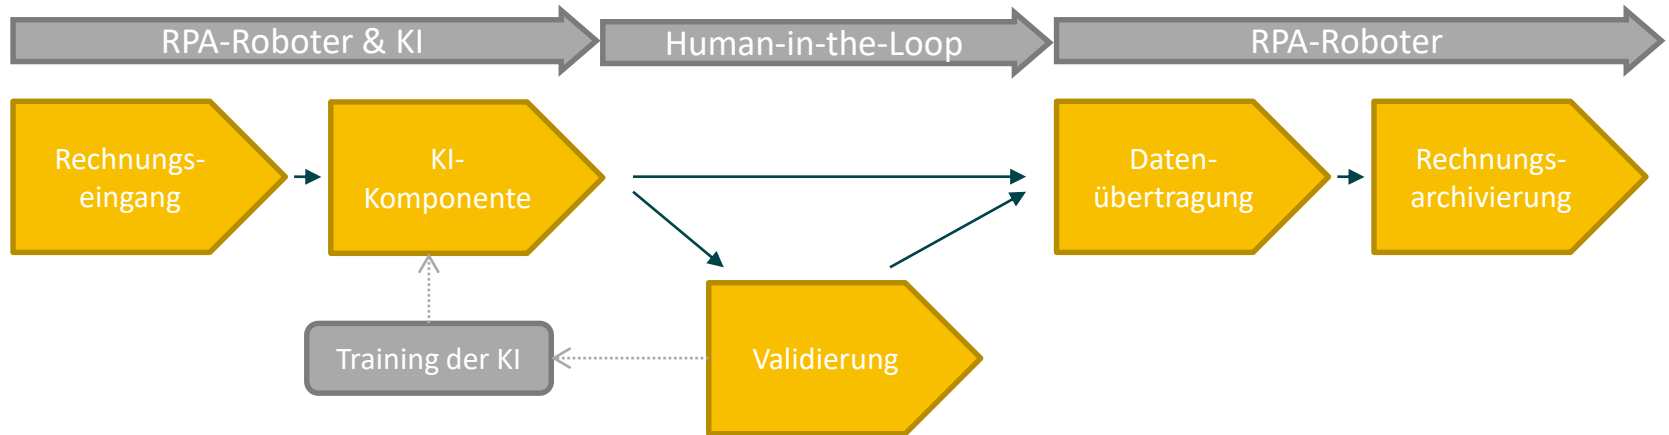 RPA-Roboter & KI
Human-in-the-Loop
RPA-Roboter
Rechnungs-
eingang
KI-
Komponente
Daten-
übertragung
Rechnungs-
archivierung
Training der KI
Validierung